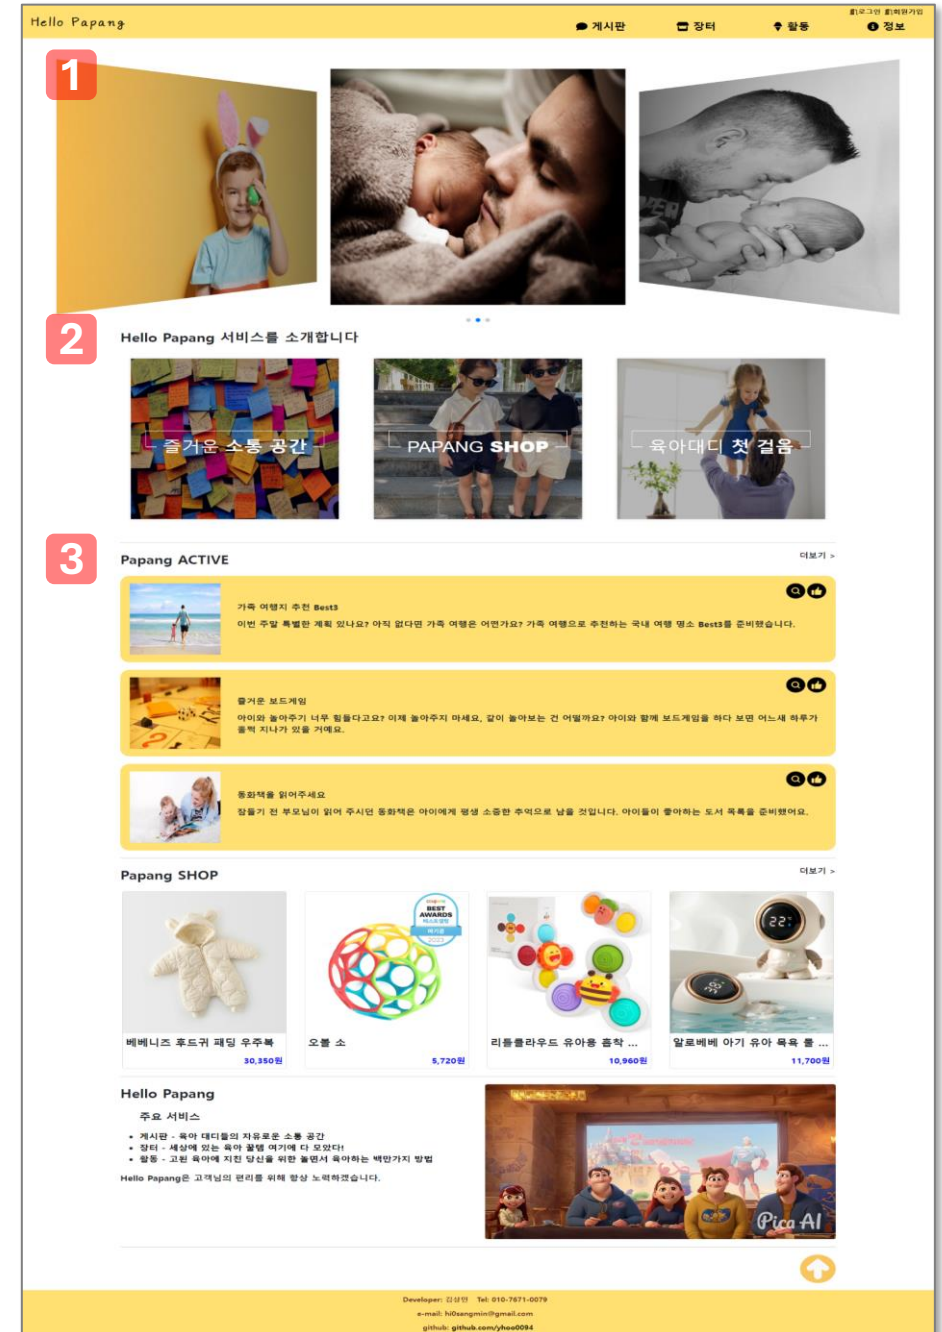 로그인 회원가입
Hello Papang
게시판 장터 활동 정보
1
2
Hello Papang 서비스를 소개합니다
즐거운 소통 공간
PAPANG SHOP
육아대디 첫 걸음
3
Papang ACTIVE
더보기 >
가족 여행지 추천 Best3
이번 주말 특별한 계획 있나요? 아직 없다면 가족 여행은 어떤가요? 가족 여행으로 추천하는 국내 여행 명소 Best3를 준비했습니다.
즐거운 보드게임
아이와 놀아주기 너무 힘들다고요? 이제 놀아주지 마세요, 같이 놀아보는 건 어떨까요? 아이와 함께 보드게임을 하다 보면 어느새 하루가
훌쩍 지나가 있을 거예요.
동화책을 읽어주세요
잠들기 전 부모님이 읽어 주시던 동화책은 아이에게 평생 소중한 추억으로 남을 것입니다. 아이들이 좋아하는 도서 목록을 준비했어요.
Papang SHOP
더보기 >
BEST
AWARDS
2023
22°
38
베베니즈 후드귀 패딩 우주복
30,350원
오볼 소
5,720원
리틀클라우드 유아용 흡착 ...
10,960원
알로베베 아기 유아 목욕 물 ...
11,700원
Hello Papang
주요 서비스
• 게시판 - 육아 대디들의 자유로운 소통 공간
• 장터 - 세상에 있는 육아 꿀템 여기에 다 모았다!
• 활동 - 고된 육아에 지친 당신을 위한 놀면서 육아하는 백만가지 방법
Hello Papang은 고객님의 편리를 위해 항상 노력하겠습니다.
Pica AI
Developer: 김상민 Tel: 010-7671-0079
e-mail: hi0sangmin@gmail.com
github: github.com/yhoo0094